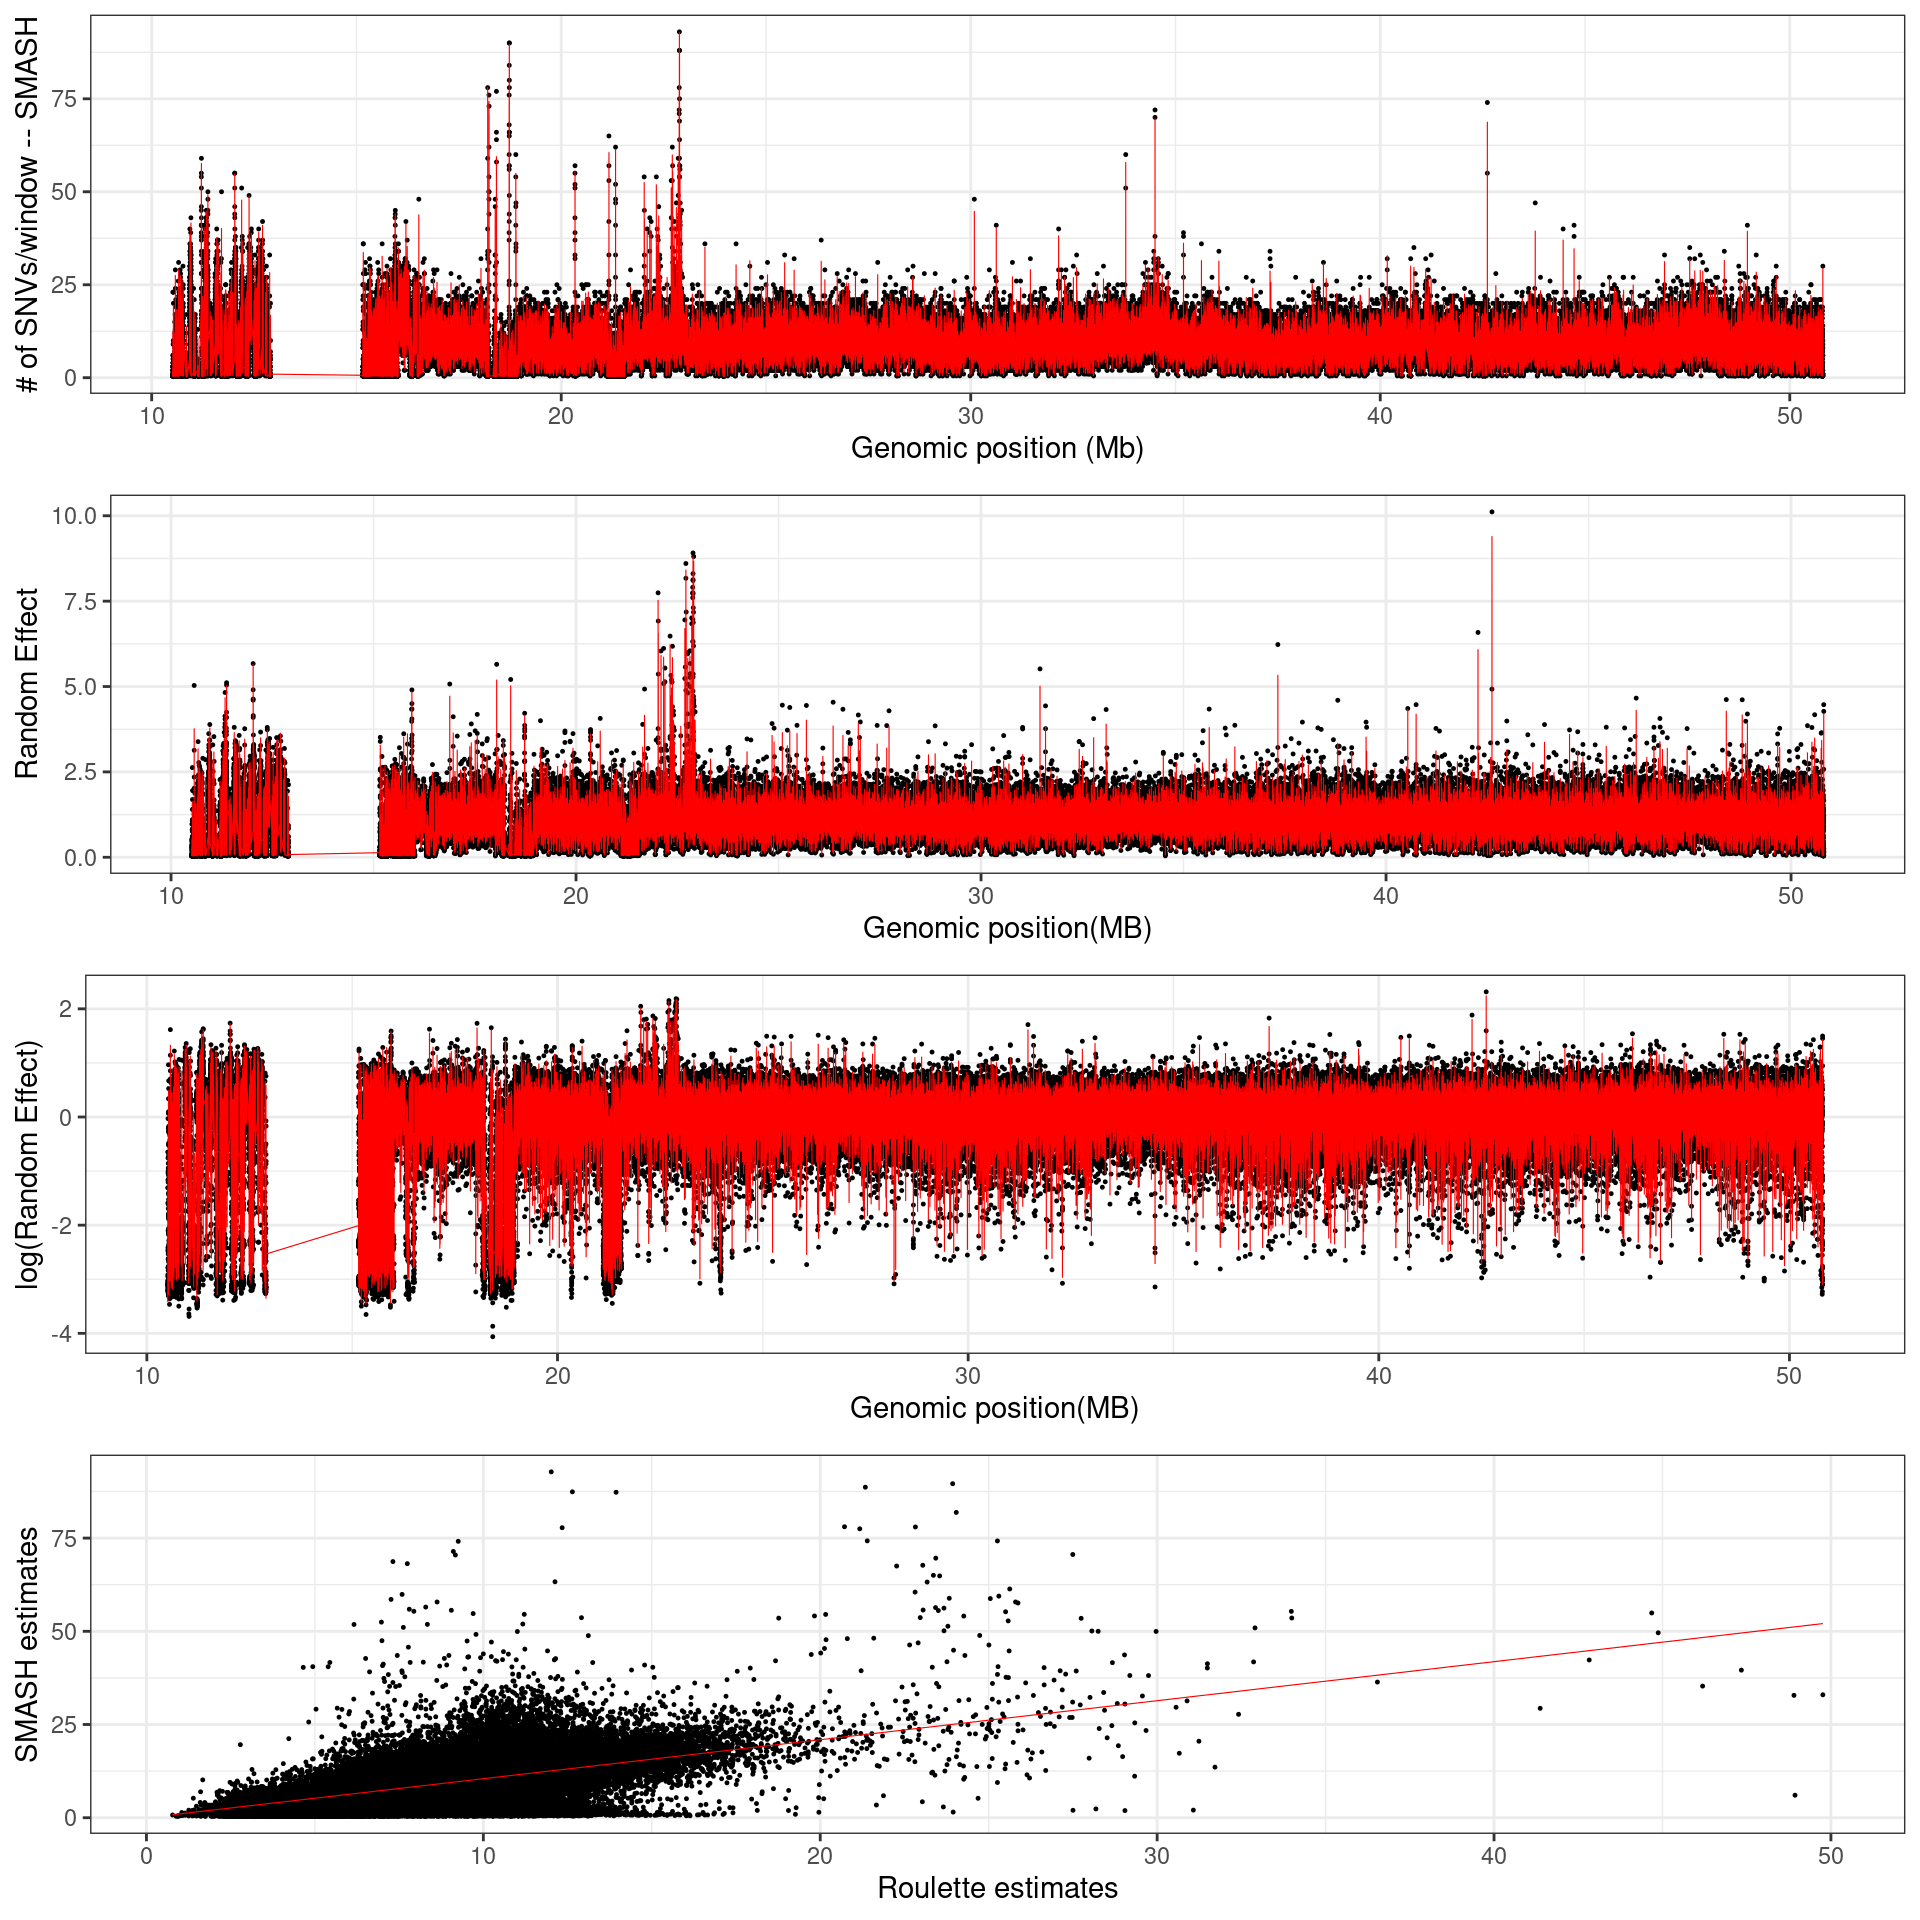 # of SNVs/window -- SMASH
75
50
25
0
10 20 30 40 50
Genomic position (Mb)
Random Effect
10.0
7.5
5.0
2.5
0.0
10 20 30 40 50
Genomic position(MB)
log(Random Effect)
2
0
-2
-4
10 20 30 40 50
Genomic position(MB)
SMASH estimates
75
50
25
0
0 10 20 30 40 50
Roulette estimates